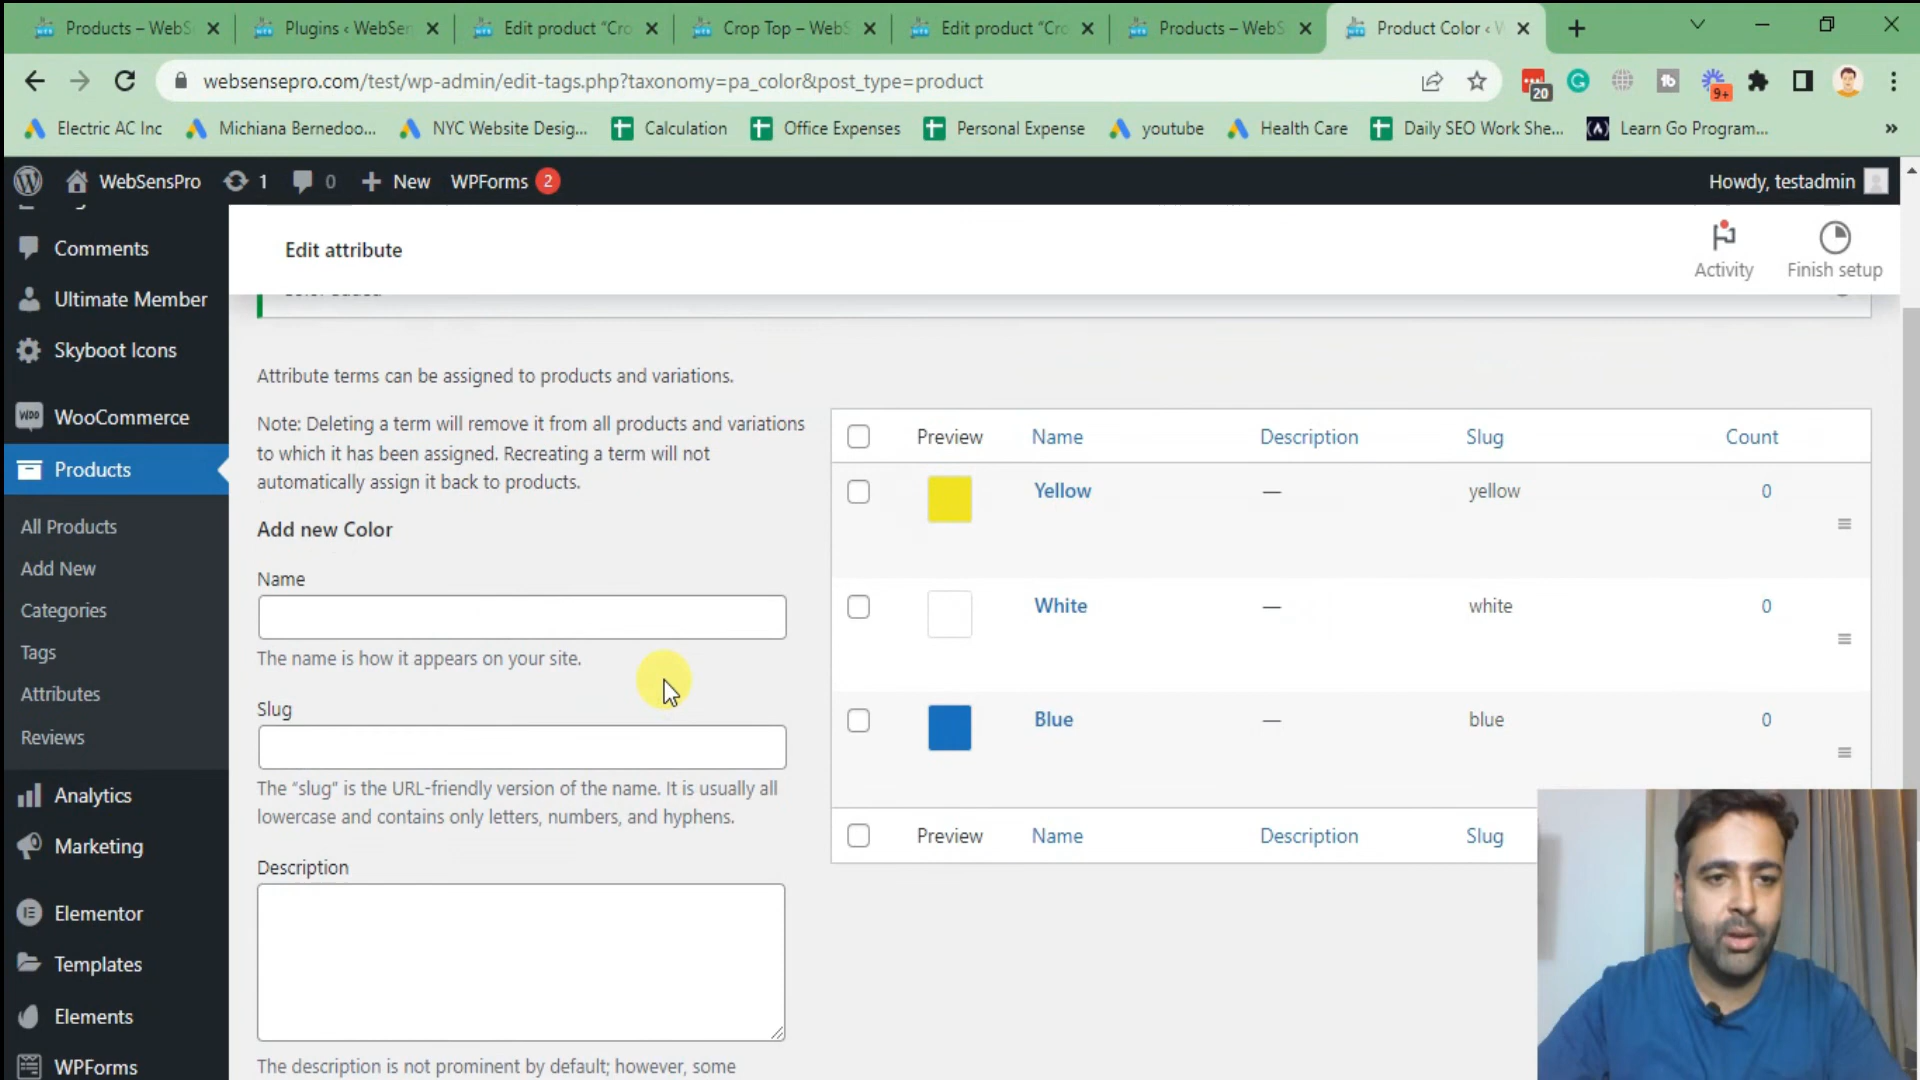 Products – WebS
Plugins ‹ WebSen
Edit product “Cro
Crop Top – WebS
Edit product “Cro
Products – WebS
Product Color ‹ W
websensepro.com/test/wp-admin/edit-tags.php?taxonomy=pa_color&post_type=product
20
9+
Electric AC Inc
Michiana Bernedoo...
NYC Website Desig...
Calculation
Office Expenses
Personal Expense
youtube
Health Care
Daily SEO Work She...
Learn Go Program...
»
WebSensPro
1
0
New
WPForms 2
Howdy, testadmin
Comments
Ultimate Member
Skyboot Icons
WooCommerce
Products
All Products
Add New
Categories
Tags
Attributes
Reviews
Analytics
Marketing
Elementor
Templates
Elements
WPForms
Edit attribute
Activity
Finish setup
Attribute terms can be assigned to products and variations.
Note: Deleting a term will remove it from all products and variations
to which it has been assigned. Recreating a term will not
automatically assign it back to products.
Add new Color
Name
The name is how it appears on your site.
Slug
The “slug” is the URL-friendly version of the name. It is usually all
lowercase and contains only letters, numbers, and hyphens.
Description
The description is not prominent by default; however, some
Preview Name Description Slug Count
Yellow — yellow 0
White — white 0
Blue — blue 0
Preview Name Description Slug